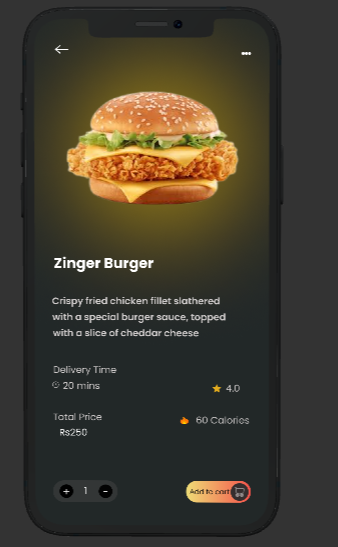 Zinger Burger
Crispy fried chicken fillet slathered
with a special burger sauce, topped
with a slice of cheddar cheese
Delivery Time
20 mins
4.0
Total Price
60 Calories
Rs250
+ 1 -
Add to cart